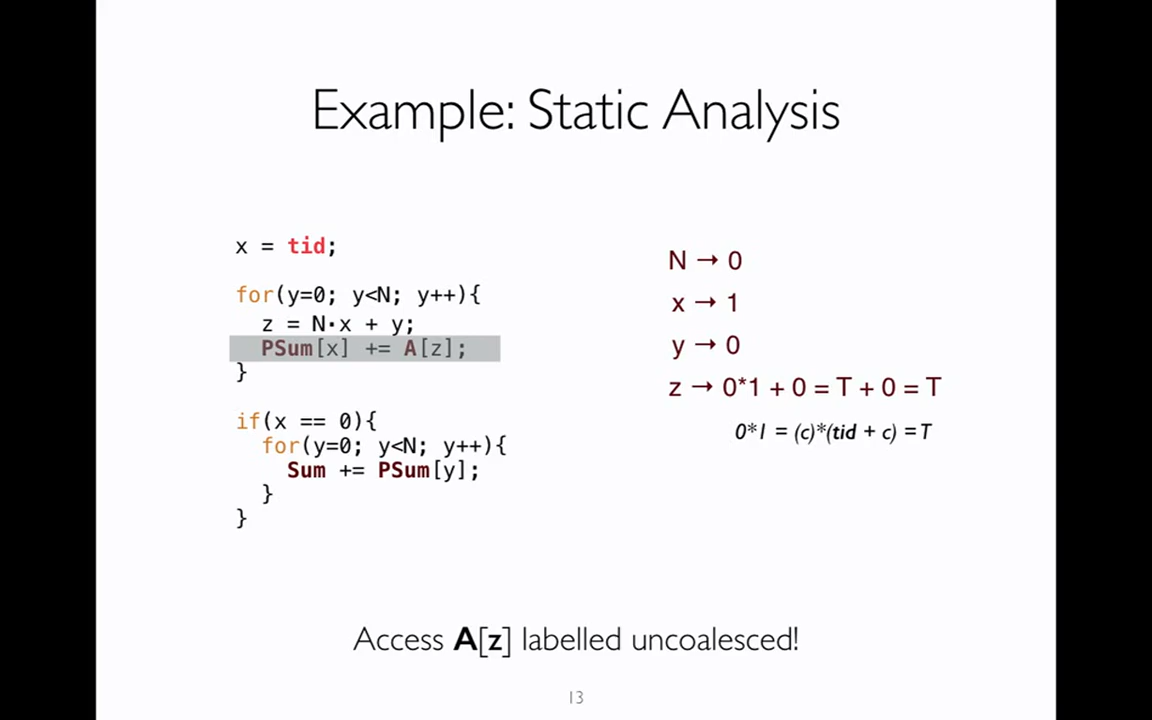 Example: Static Analysis
x = tid;
for(y=0; y<N; y++){
z = N·x + y;
PSum[x] += A[z];
}
if(x == 0){
for(y=0; y<N; y++){
Sum += PSum[y];
}
}
N → 0
x → 1
y → 0
z → 0*1 + 0 = T + 0 = T
0*1 = (c)*(tid + c) = T
Access A[z] labelled uncoalesced!
13